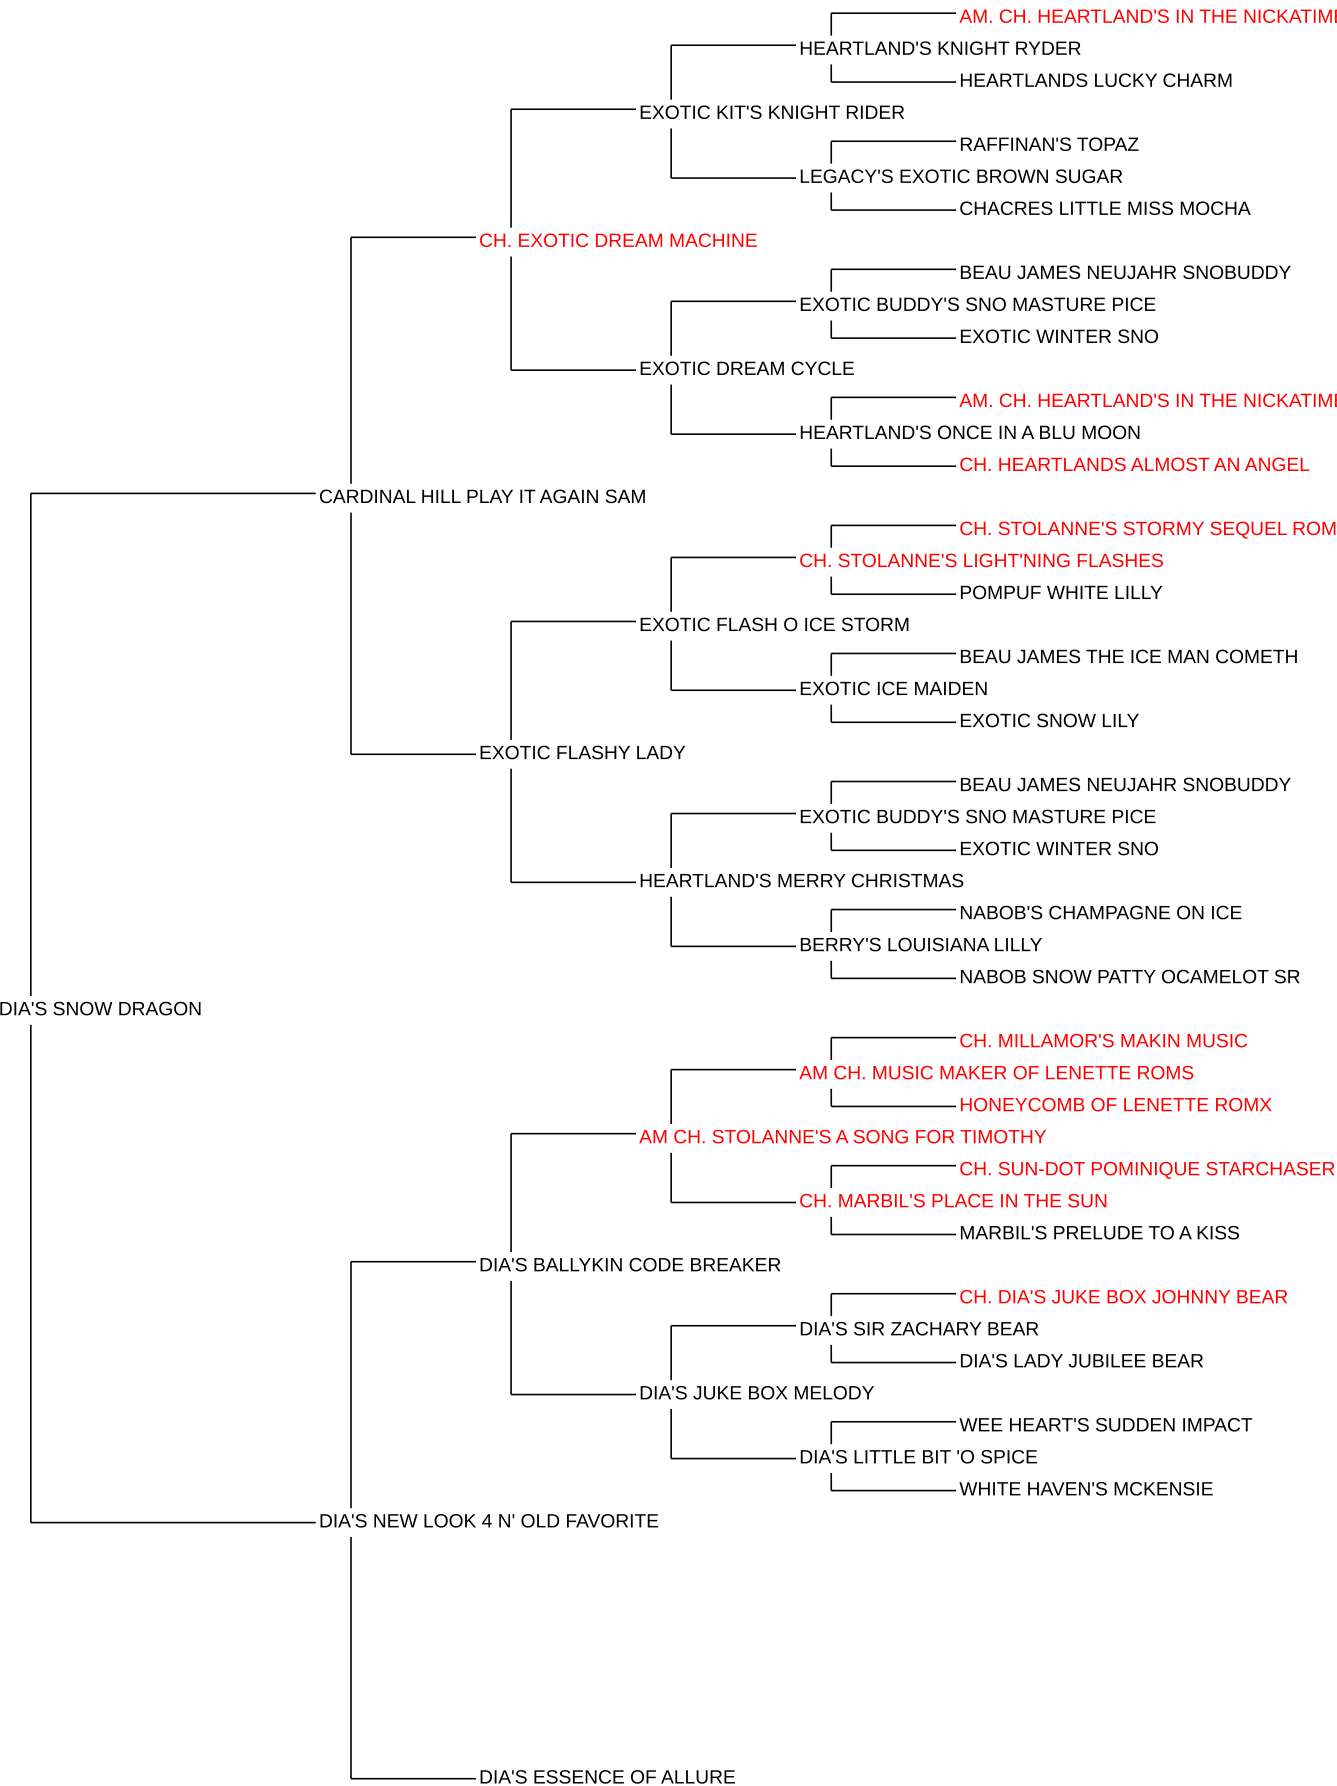 AM. CH. HEARTLAND'S IN THE NICKATIM
HEARTLAND'S KNIGHT RYDER
HEARTLANDS LUCKY CHARM
EXOTIC KIT'S KNIGHT RIDER
RAFFINAN'S TOPAZ
LEGACY'S EXOTIC BROWN SUGAR
CHACRES LITTLE MISS MOCHA
CH. EXOTIC DREAM MACHINE
BEAU JAMES NEUJAHR SNOBUDDY
EXOTIC BUDDY'S SNO MASTURE PICE
EXOTIC WINTER SNO
EXOTIC DREAM CYCLE
AM. CH. HEARTLAND'S IN THE NICKATIM
HEARTLAND'S ONCE IN A BLU MOON
CH. HEARTLANDS ALMOST AN ANGEL
CARDINAL HILL PLAY IT AGAIN SAM
CH. STOLANNE'S STORMY SEQUEL ROM
CH. STOLANNE'S LIGHT'NING FLASHES
POMPUF WHITE LILLY
EXOTIC FLASH O ICE STORM
BEAU JAMES THE ICE MAN COMETH
EXOTIC ICE MAIDEN
EXOTIC SNOW LILY
EXOTIC FLASHY LADY
BEAU JAMES NEUJAHR SNOBUDDY
EXOTIC BUDDY'S SNO MASTURE PICE
EXOTIC WINTER SNO
HEARTLAND'S MERRY CHRISTMAS
NABOB'S CHAMPAGNE ON ICE
BERRY'S LOUISIANA LILLY
NABOB SNOW PATTY OCAMELOT SR
DIA'S SNOW DRAGON
CH. MILLAMOR'S MAKIN MUSIC
AM CH. MUSIC MAKER OF LENETTE ROMS
HONEYCOMB OF LENETTE ROMX
AM CH. STOLANNE'S A SONG FOR TIMOTHY
CH. SUN-DOT POMINIQUE STARCHASER
CH. MARBIL'S PLACE IN THE SUN
MARBIL'S PRELUDE TO A KISS
DIA'S BALLYKIN CODE BREAKER
CH. DIA'S JUKE BOX JOHNNY BEAR
DIA'S SIR ZACHARY BEAR
DIA'S LADY JUBILEE BEAR
DIA'S JUKE BOX MELODY
WEE HEART'S SUDDEN IMPACT
DIA'S LITTLE BIT 'O SPICE
WHITE HAVEN'S MCKENSIE
DIA'S NEW LOOK 4 N' OLD FAVORITE
DIA'S ESSENCE OF ALLURE